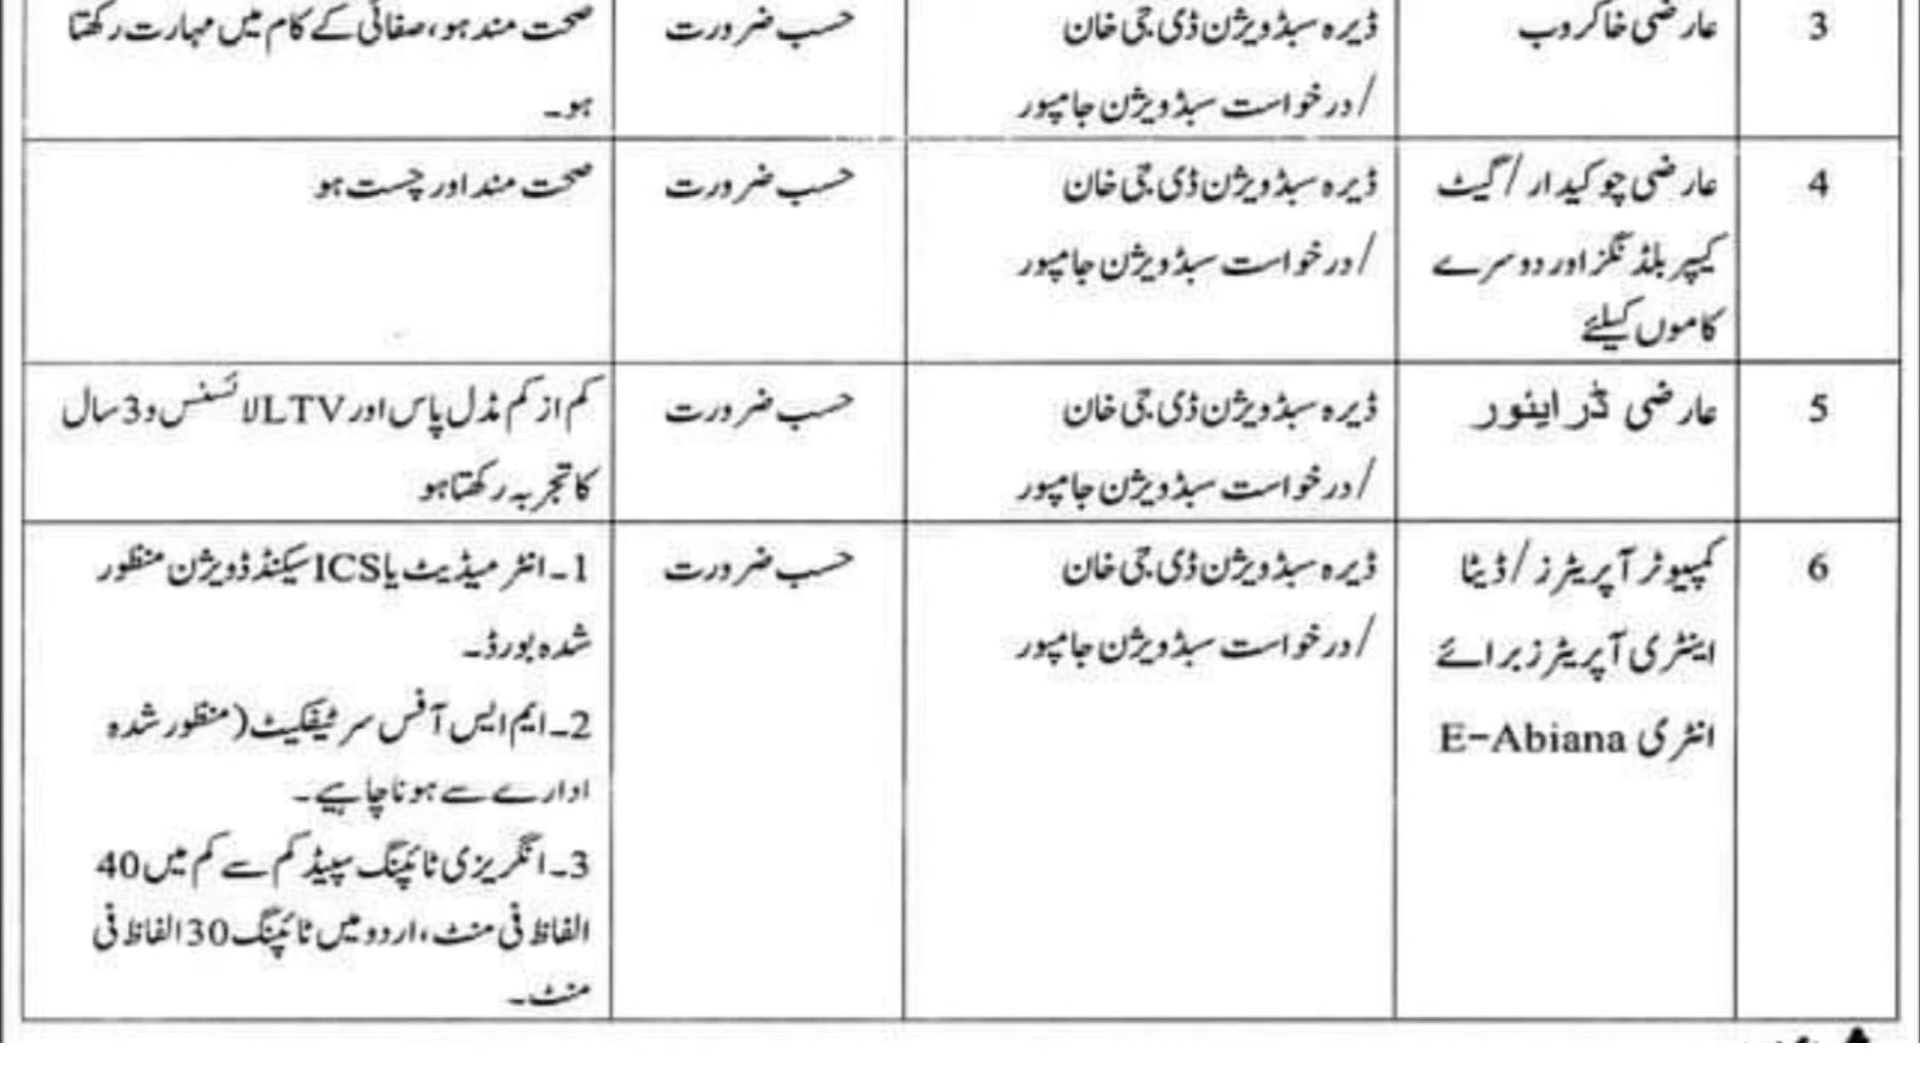 3
عارضی خاکروب
ڈیرہ سبڈویژن ڈی جی خان
/درخواست سبڈویژن جامپور
حسب ضرورت
صحت مند ہو، صفائی کے کام میں مہارت رکھتا
ہو۔
4
عارضی چوکیدار/گیٹ
کیپر بلڈنگز اور دوسرے
کاموں کیلئے
ڈیرہ سبڈویژن ڈی جی خان
/درخواست سبڈویژن جامپور
حسب ضرورت
صحت مند اور چست ہو
5
عارضی ڈراینور
ڈیرہ سبڈویژن ڈی جی خان
/درخواست سبڈویژن جامپور
حسب ضرورت
کم از کم مڈل پاس اور LTV لائسنس و 3 سال
کا تجربہ رکھتا ہو
6
کمپیوٹر آپریٹرز/ڈیٹا
اینٹری آپریٹرز برائے
انٹری E-Abiana
ڈیرہ سبڈویژن ڈی جی خان
/درخواست سبڈویژن جامپور
حسب ضرورت
1۔ انٹر میڈیٹ یا ICS سیکنڈ ڈویژن منظور
شدہ بورڈ۔
2۔ ایم ایس آفس سرٹیفکیٹ (منظور شدہ
ادارے سے ہونا چاہیے۔
3۔ انگریزی ٹائپنگ سپیڈ کم سے کم میں 40
الفاظ فی منٹ، اردو میں ٹائپنگ 30 الفاظ فی
منٹ۔